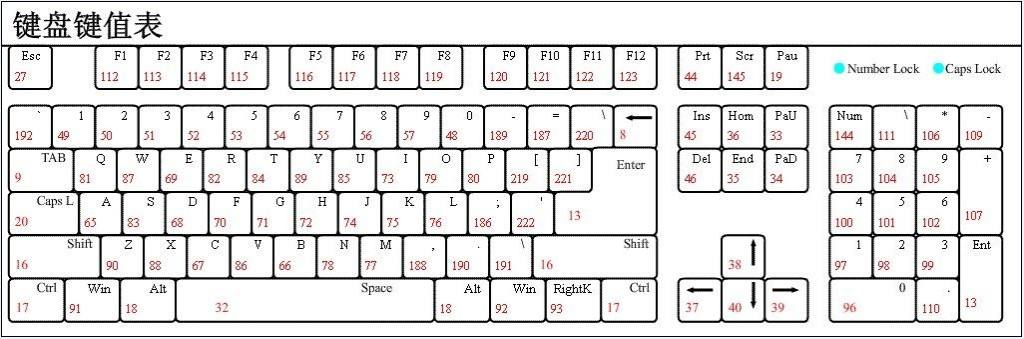 键盘键值表
Esc F1 F2 F3 F4 F5 F6 F7 F8 F9 F10 F11 F12 Prt Scr Pau
27 112 113 114 115 116 117 118 119 120 121 122 123 44 145 19
Number Lock Caps Lock
` 1 2 3 4 5 6 7 8 9 0 - = \ Ins Hom PaU Num \ * -
192 49 50 51 52 53 54 55 56 57 48 189 187 220 8 45 36 33 144 111 106 109
TAB Q W E R T Y U I O P [ ] Enter Del End PaD 7 8 9 +
9 81 87 69 82 84 89 85 73 79 80 219 221 46 35 34 103 104 105
Caps L A S D F G H J K L ; ' 4 5 6
20 65 83 68 70 71 72 74 75 76 186 222 13 100 101 102 107
Shift Z X C V B N M , . \ Shift 1 2 3 Ent
16 90 88 67 86 66 78 77 188 190 191 16 38 97 98 99
Ctrl Win Alt Space Alt Win RightK Ctrl 0 .
17 91 18 32 18 92 93 17 37 40 39 96 110 13